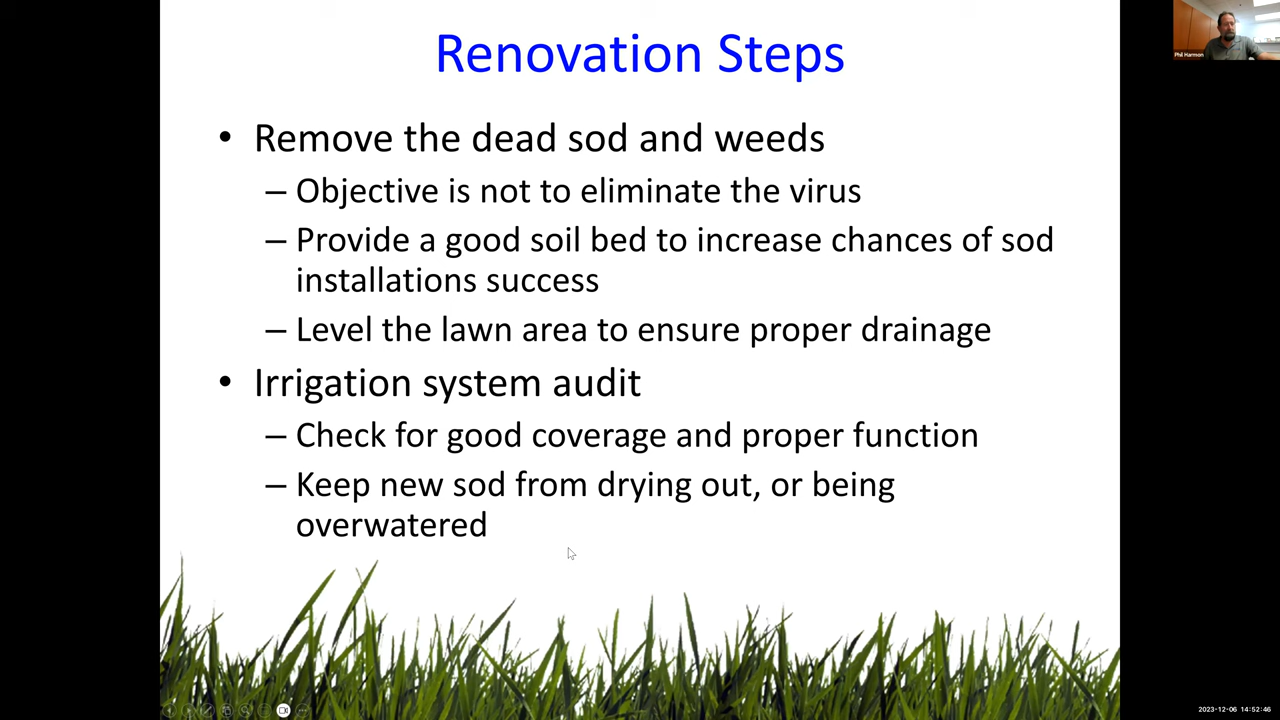 Renovation Steps
Phil Harmon
• Remove the dead sod and weeds
– Objective is not to eliminate the virus
– Provide a good soil bed to increase chances of sod
installations success
– Level the lawn area to ensure proper drainage
• Irrigation system audit
– Check for good coverage and proper function
– Keep new sod from drying out, or being
overwatered
2023-12-06 14:52:46